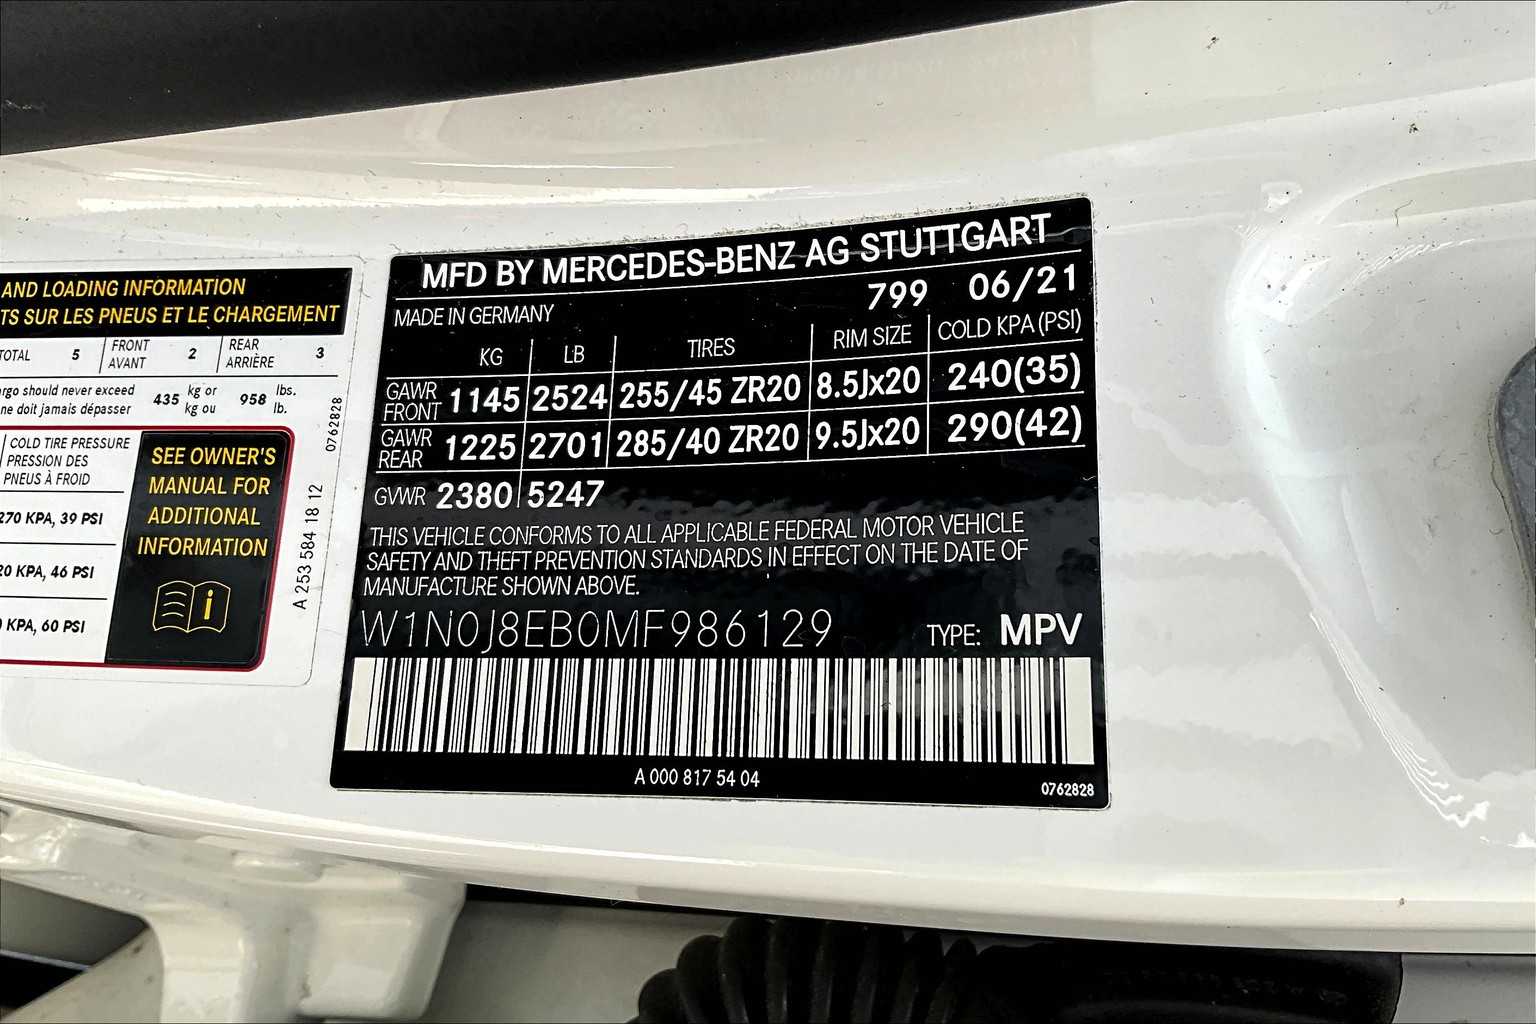 AND LOADING INFORMATION
TS SUR LES PNEUS ET LE CHARGEMENT
TOTAL 5 FRONT AVANT 2 REAR ARRIÈRE 3
should never exceed 435 kg or 958 lbs.
ne doit jamais dépasser kg ou lb.
0762828
COLD TIRE PRESSURE
PRESSION DES
PNEUS À FROID
270 KPA, 39 PSI
20 KPA, 46 PSI
KPA, 60 PSI
SEE OWNER'S
MANUAL FOR
ADDITIONAL
INFORMATION
A 253 584 18 12
MFD BY MERCEDES-BENZ AG STUTTGART
MADE IN GERMANY 799 06/21
KG LB TIRES RIM SIZE COLD KPA (PSI)
GAWR FRONT 1145 2524 255/45 ZR20 8.5Jx20 240(35)
GAWR REAR 1225 2701 285/40 ZR20 9.5Jx20 290(42)
GVWR 2380 5247
THIS VEHICLE CONFORMS TO ALL APPLICABLE FEDERAL MOTOR VEHICLE
SAFETY AND THEFT PREVENTION STANDARDS IN EFFECT ON THE DATE OF
MANUFACTURE SHOWN ABOVE.
W1N0J8EB0MF986129 TYPE: MPV
A 000 817 54 04
0762828